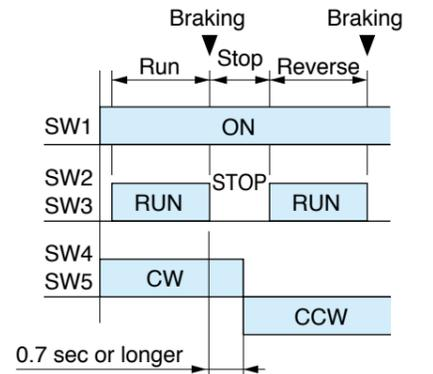 Braking Braking
Run Stop Reverse
SW1 ON
SW2 STOP
SW3 RUN RUN
SW4
SW5 CW
CCW
0.7 sec or longer